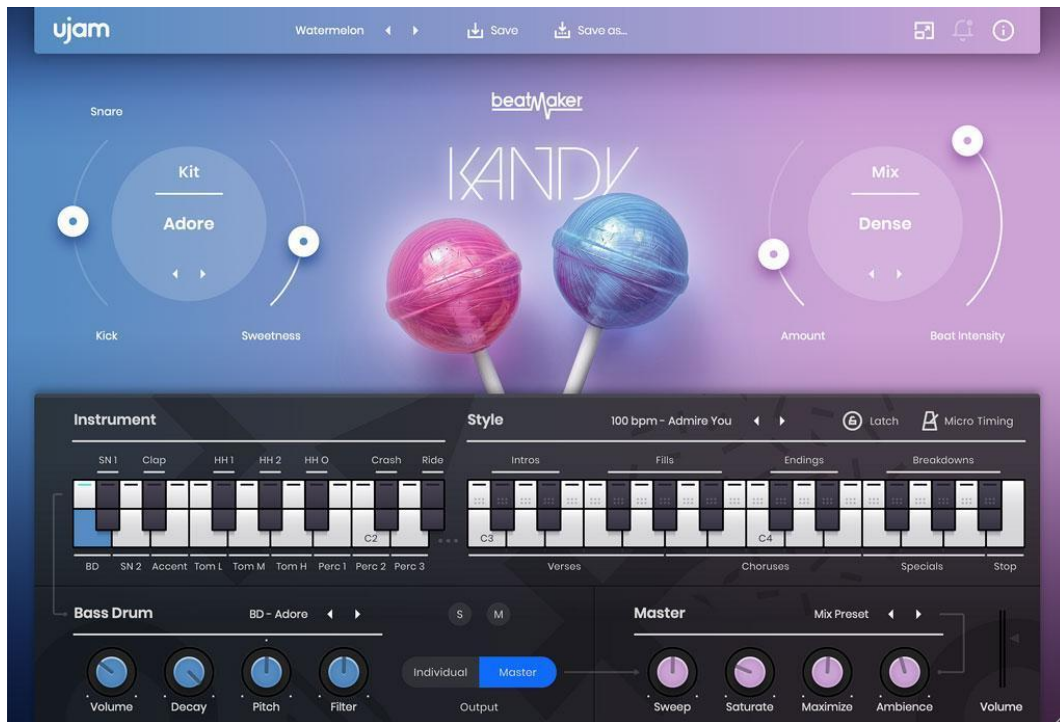 ujam
Watermelon
Save
Save as...
beatMaker
KANDY
Snare
Kit
Adore
Kick
Sweetness
Mix
Dense
Amount
Beat Intensity
Instrument
Style
100 bpm - Admire You
Latch
Micro Timing
SN 1 Clap HH 1 HH 2 HH O Crash Ride
Intros Fills Endings Breakdowns
C2 C3 C4
BD SN 2 Accent Tom L Tom M Tom H Perc 1 Perc 2 Perc 3
Verses Choruses Specials Stop
Bass Drum
BD - Adore
S M
Master
Mix Preset
Individual Master
Volume Decay Pitch Filter
Output
Sweep Saturate Maximize Ambience
Volume